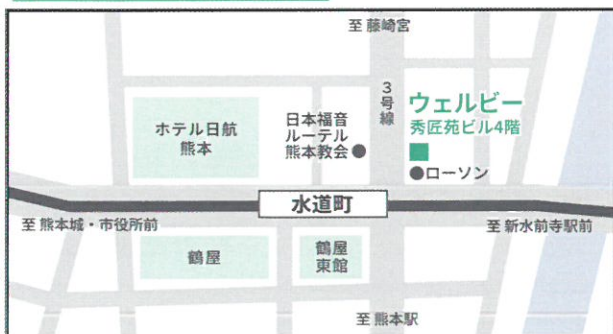 至 藤崎宮
3号線
ウェルビー
秀匠苑ビル4階
ホテル日航
熊本
日本福音
ルーテル
熊本教会●
●ローソン
水道町
至 熊本城・市役所前
至 新水前寺駅前
鶴屋
鶴屋
東館
至 熊本駅